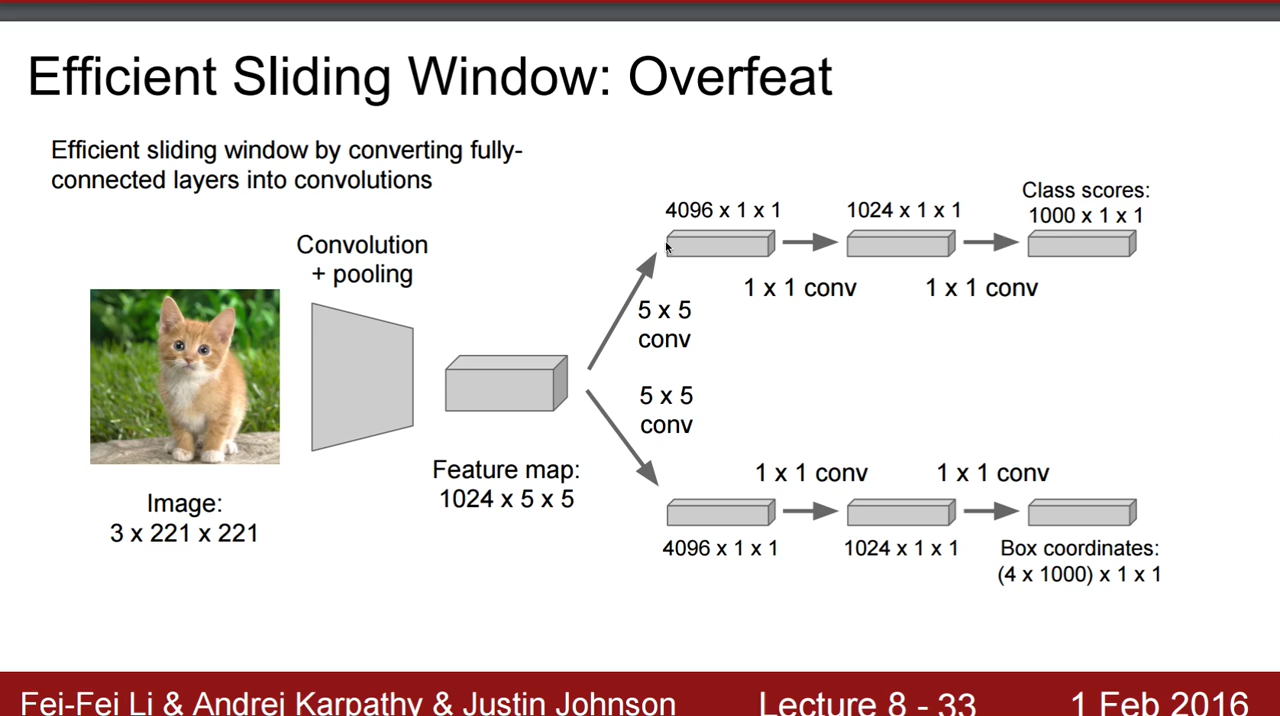 Efficient Sliding Window: Overfeat
Efficient sliding window by converting fully-
connected layers into convolutions
Convolution
+ pooling
Image:
3 x 221 x 221
Feature map:
1024 x 5 x 5
5 x 5
conv
4096 x 1 x 1
1 x 1 conv
1024 x 1 x 1
1 x 1 conv
Class scores:
1000 x 1 x 1
5 x 5
conv
4096 x 1 x 1
1 x 1 conv
1024 x 1 x 1
1 x 1 conv
Box coordinates:
(4 x 1000) x 1 x 1
Fei-Fei Li & Andrej Karpathy & Justin Johnson
Lecture 8 - 33
1 Feb 2016